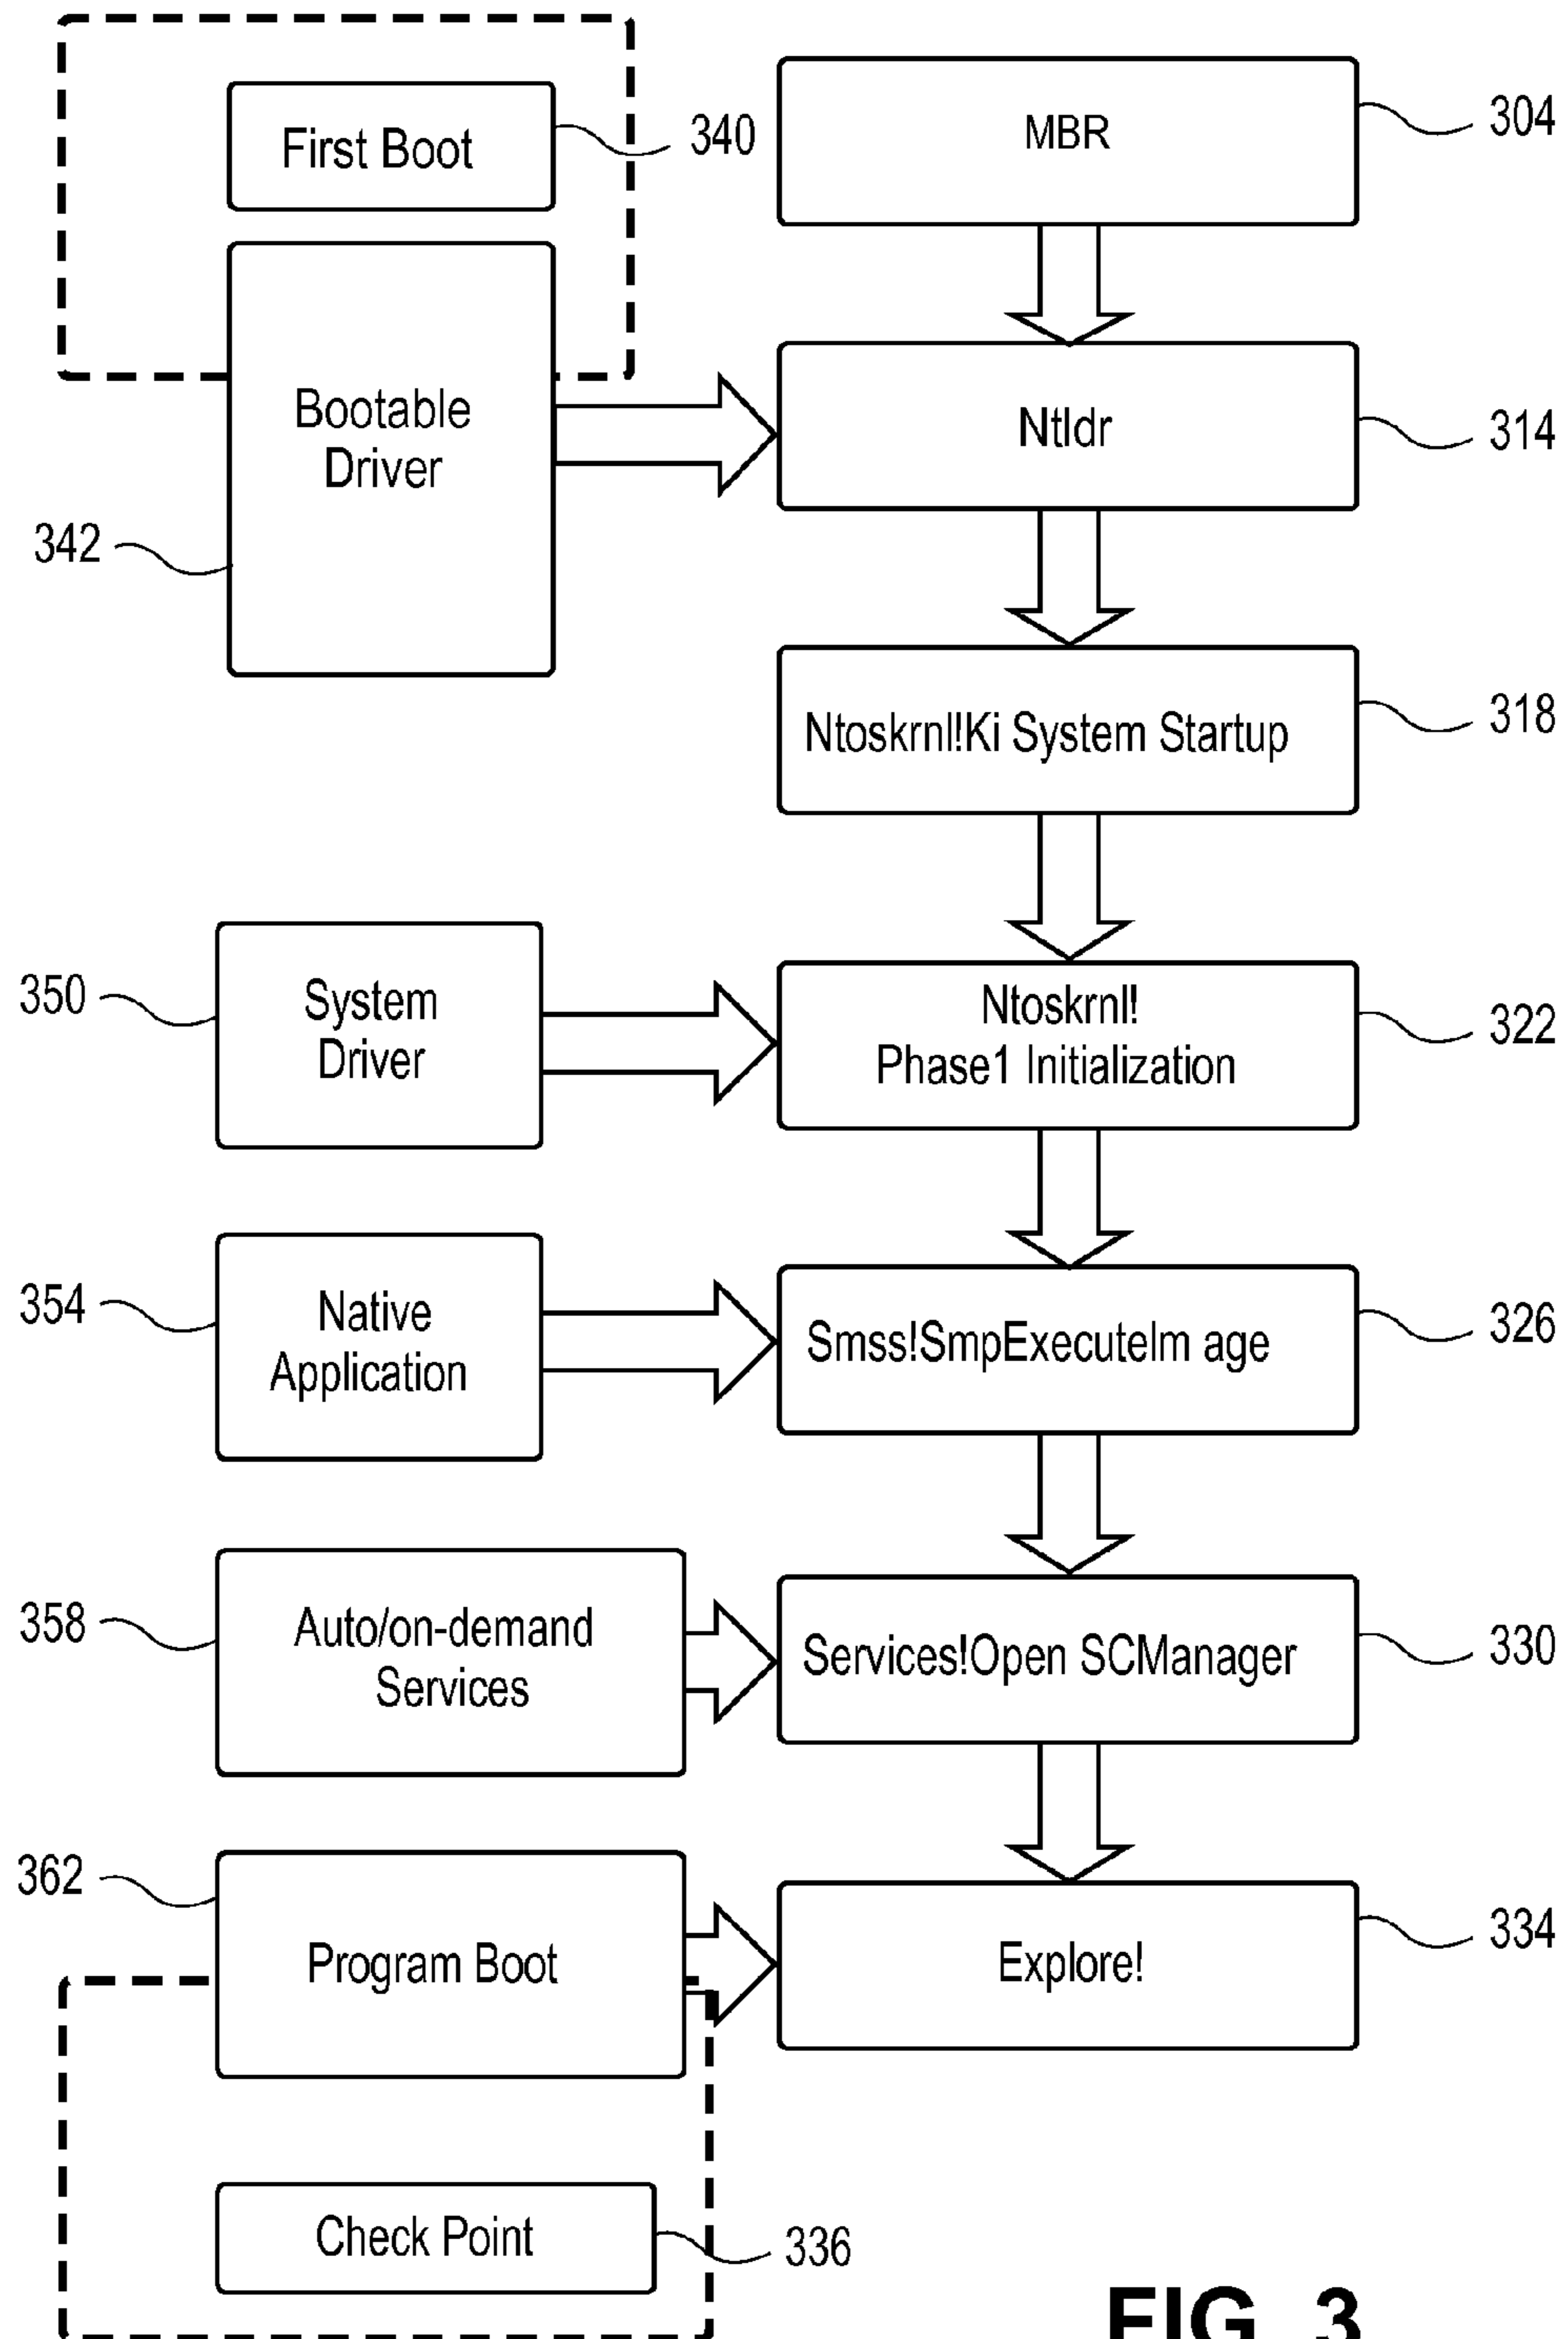 First Boot
340
MBR
304
Bootable
Driver
342
Ntldr
314
Ntoskrnl!Ki System Startup
318
350
System
Driver
Ntoskrnl!
Phase1 Initialization
322
354
Native
Application
Smss!SmpExecuteIm age
326
358
Auto/on-demand
Services
Services!Open SCManager
330
362
Program Boot
Explore!
334
Check Point
336
FIG. 3